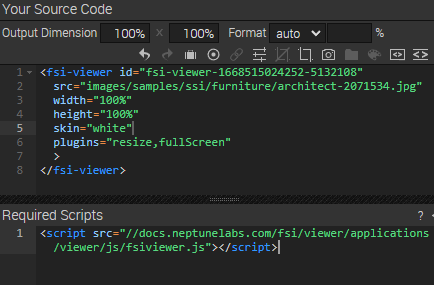 Your Source Code
Output Dimension 100% x 100% Format auto %
1 <fsi-viewer id="fsi-viewer-1668515024252-5132108"
2 src="images/samples/ssi/furniture/architect-2071534.jpg"
3 width="100%"
4 height="100%"
5 skin="white"
6 plugins="resize,fullScreen"
7 >
8 </fsi-viewer>
Required Scripts ?
1 <script src="//docs.neptunelabs.com/fsi/viewer/applications
/viewer/js/fsiviewer.js"></script>